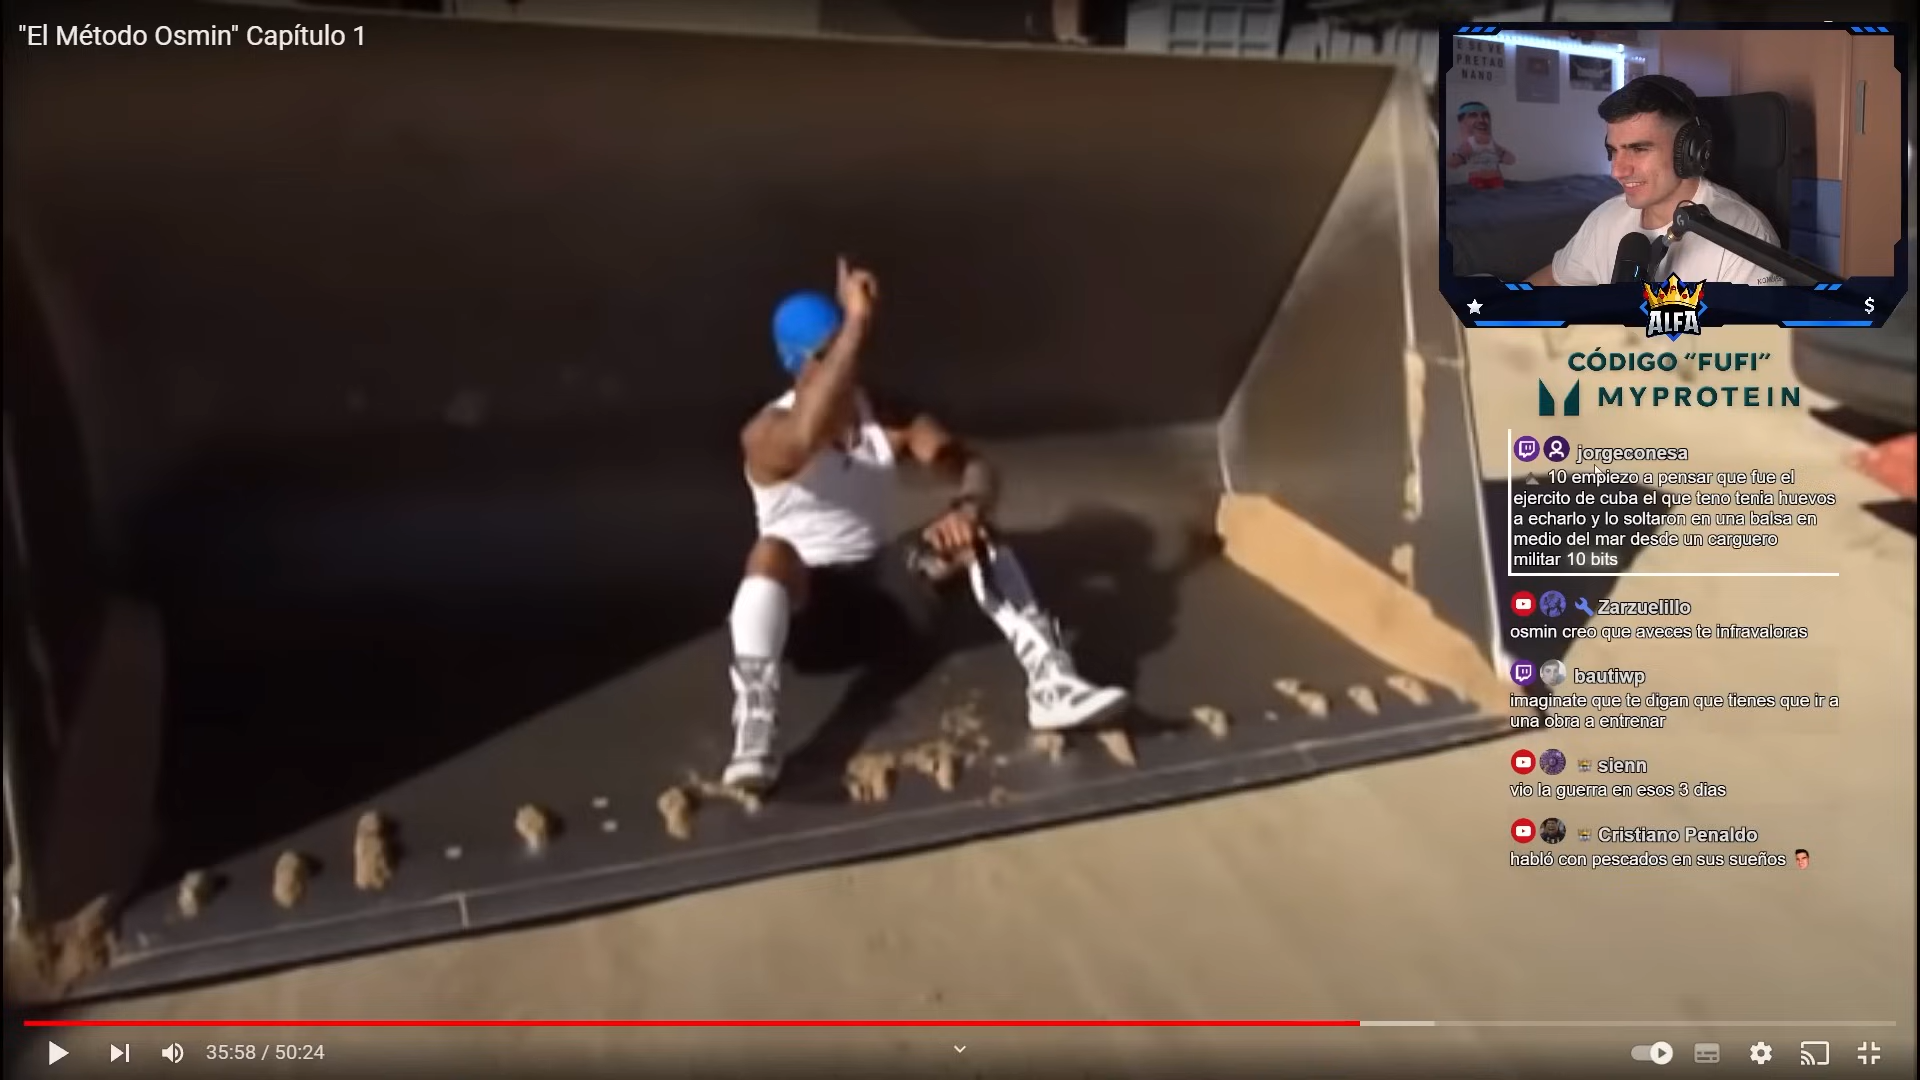 "El Método Osmin" Capítulo 1
E SE VE
PRETAO
NANO
ALFA
$
CÓDIGO “FUFI”
MYPROTEIN
jorgeconesa
10 empiezo a pensar que fue el
ejercito de cuba el que teno tenia huevos
a echarlo y lo soltaron en una balsa en
medio del mar desde un carguero
militar 10 bits
Zarzuelillo
osmin creo que aveces te infravaloras
bautiwp
imaginate que te digan que tienes que ir a
una obra a entrenar
sienn
vio la guerra en esos 3 dias
Cristiano Penaldo
habló con pescados en sus sueños
35:58 / 50:24